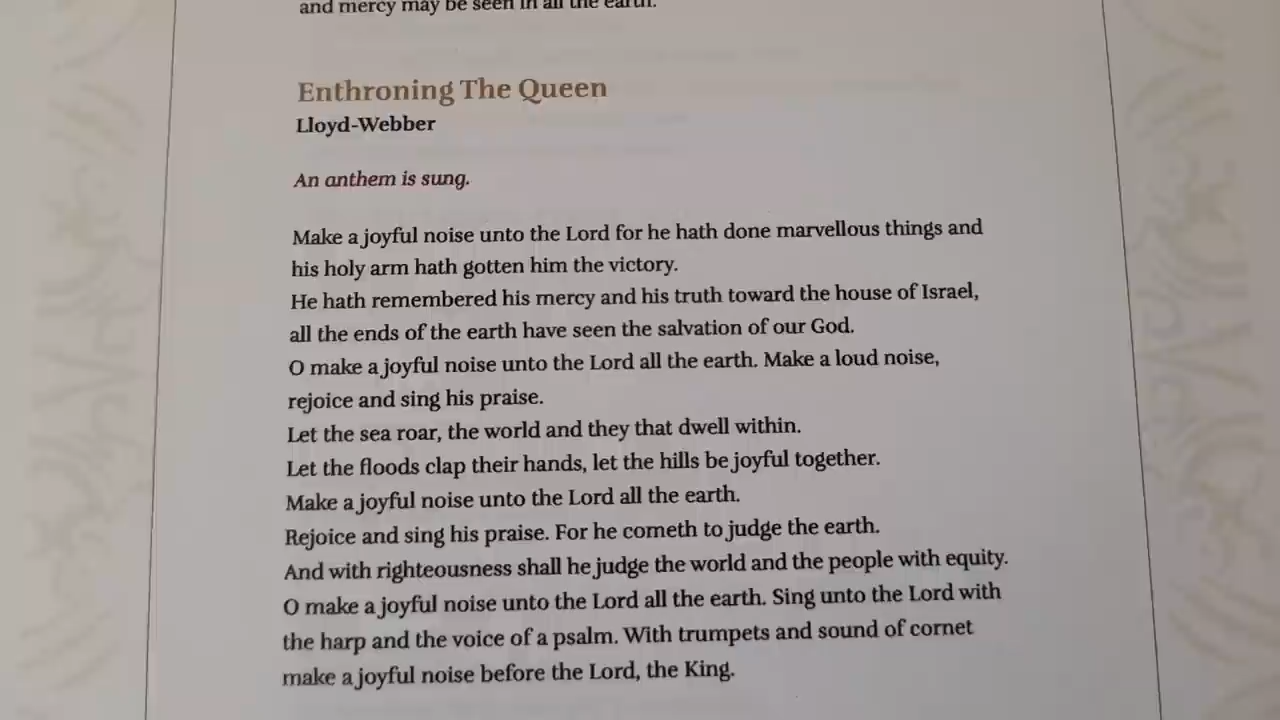 and mercy may be seen in all the earth.
Enthroning The Queen
Lloyd-Webber
An anthem is sung.
Make a joyful noise unto the Lord for he hath done marvellous things and
his holy arm hath gotten him the victory.
He hath remembered his mercy and his truth toward the house of Israel,
all the ends of the earth have seen the salvation of our God.
O make a joyful noise unto the Lord all the earth. Make a loud noise,
rejoice and sing his praise.
Let the sea roar, the world and they that dwell within.
Let the floods clap their hands, let the hills be joyful together.
Make a joyful noise unto the Lord all the earth.
Rejoice and sing his praise. For he cometh to judge the earth.
And with righteousness shall he judge the world and the people with equity.
O make a joyful noise unto the Lord all the earth. Sing unto the Lord with
the harp and the voice of a psalm. With trumpets and sound of cornet
make a joyful noise before the Lord, the King.